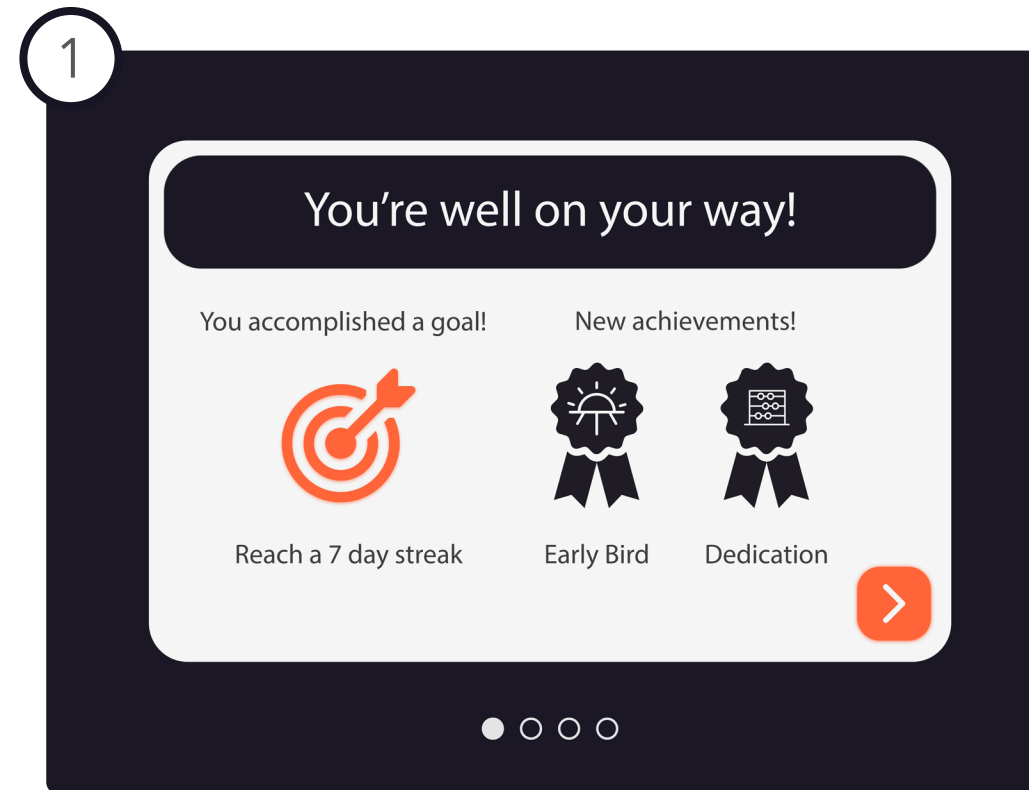 1
You're well on your way!
You accomplished a goal!
New achievements!
Reach a 7 day streak
Early Bird
Dedication